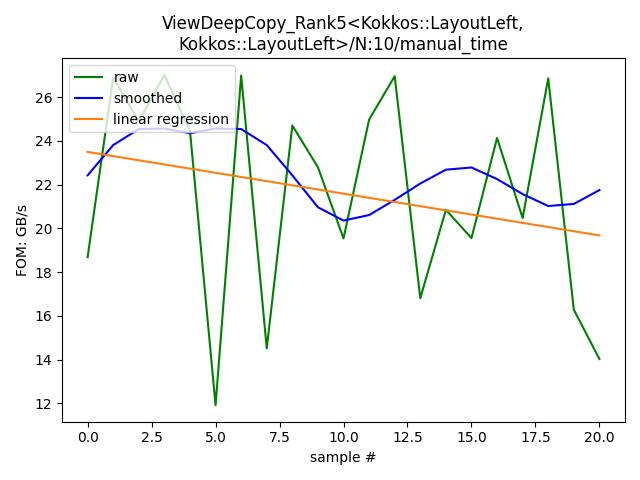 ViewDeepCopy_Rank5<Kokkos::LayoutLeft,
Kokkos::LayoutLeft>/N:10/manual_time
raw
smoothed
linear regression
FOM: GB/s
26
24
22
20
18
16
14
12
0.0 2.5 5.0 7.5 10.0 12.5 15.0 17.5 20.0
sample #